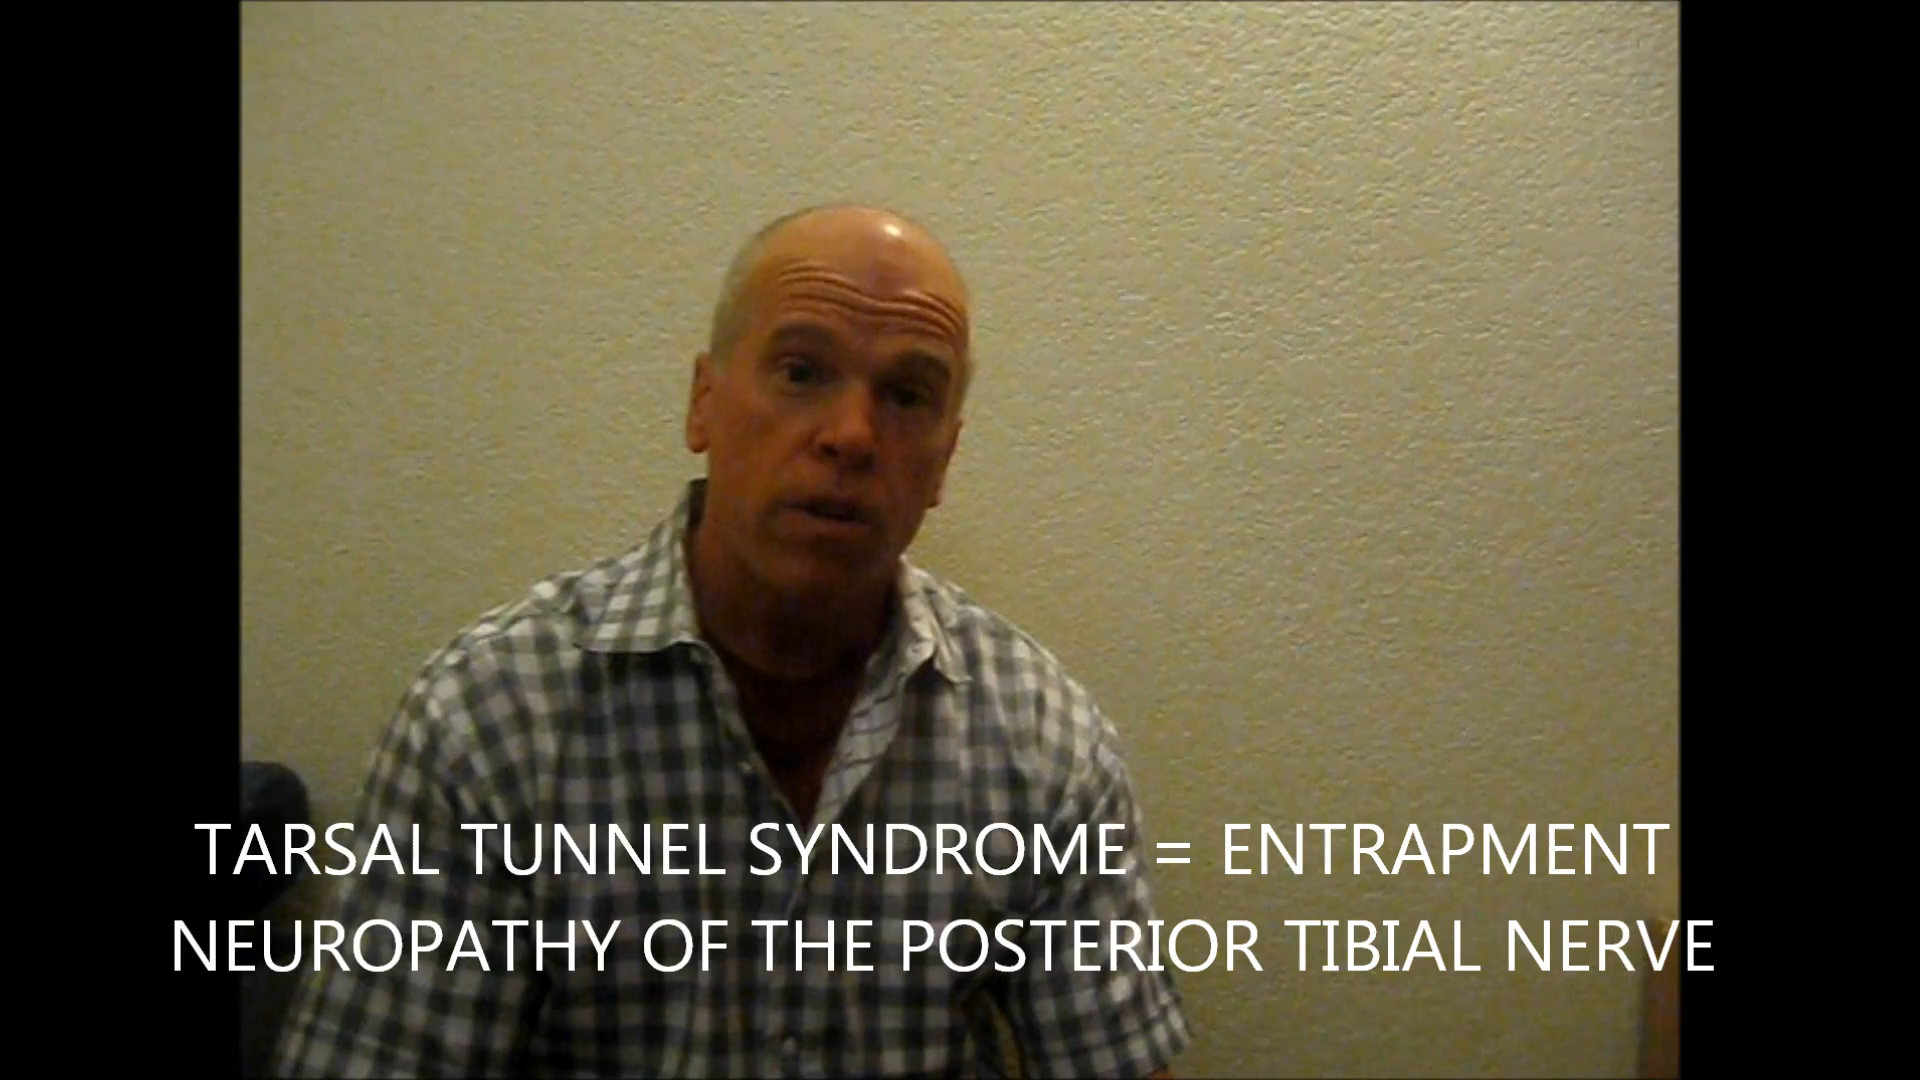 TARSAL TUNNEL SYNDROME = ENTRAPMENT
NEUROPATHY OF THE POSTERIOR TIBIAL NERVE